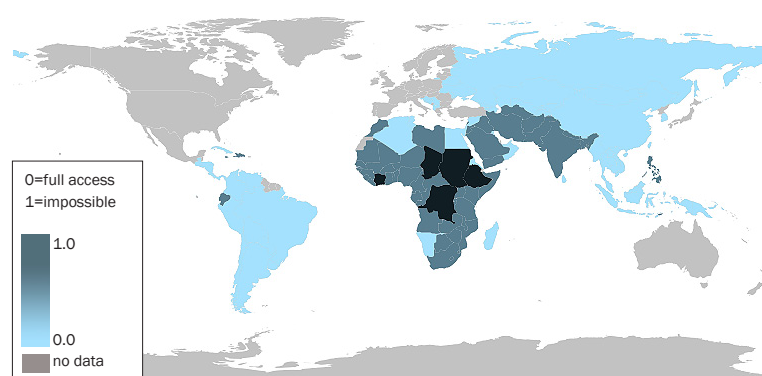 0=full access
1=impossible
1.0
0.0
no data